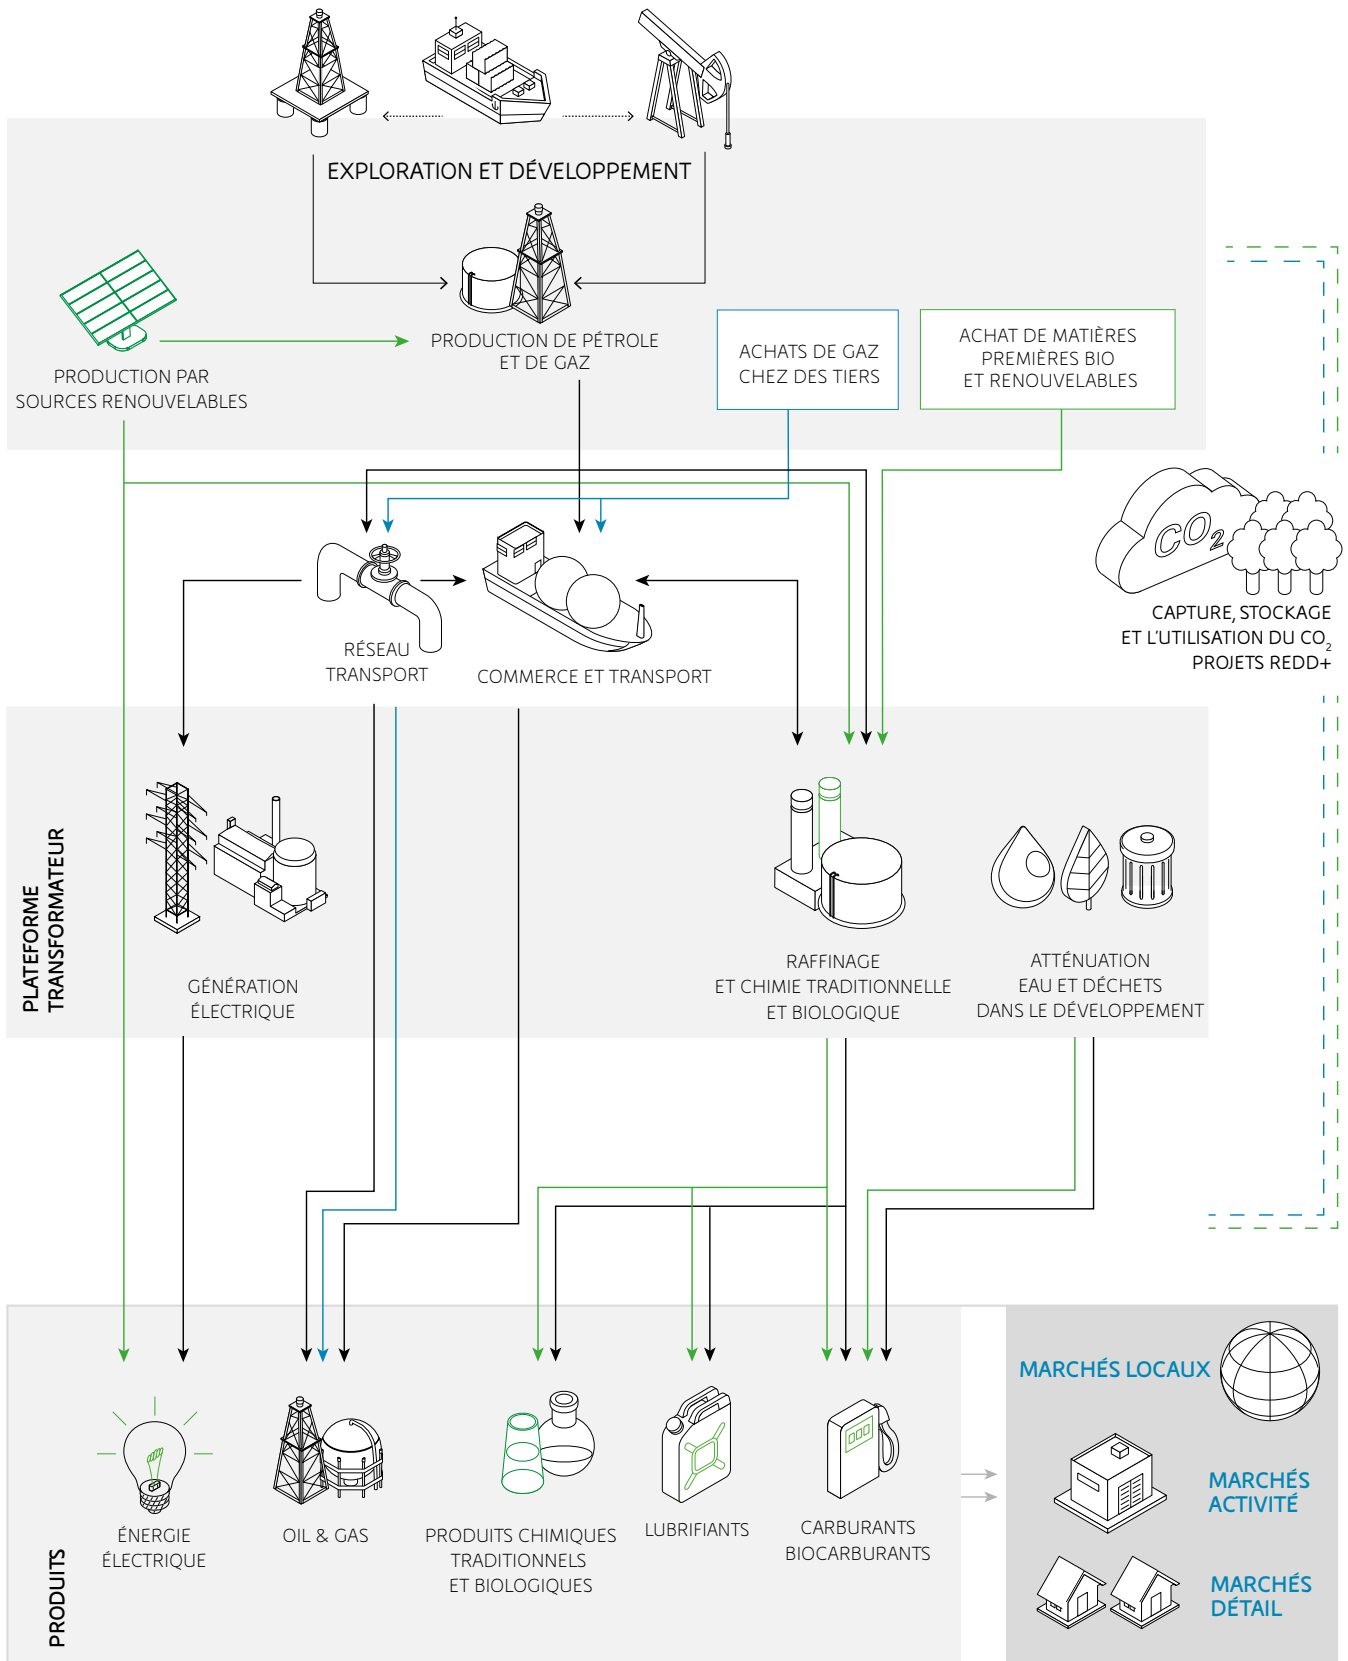 EXPLORATION ET DÉVELOPPEMENT
PRODUCTION DE PÉTROLE
ET DE GAZ
PRODUCTION PAR
SOURCES RENOUVELABLES
ACHATS DE GAZ
CHEZ DES TIERS
ACHAT DE MATIÈRES
PREMIÈRES BIO
ET RENOUVELABLES
CO2
CAPTURE, STOCKAGE
ET L'UTILISATION DU CO2
PROJETS REDD+
RÉSEAU
TRANSPORT
COMMERCE ET TRANSPORT
PLATEFORME
TRANSFORMATEUR
GÉNÉRATION
ÉLECTRIQUE
RAFFINAGE
ET CHIMIE TRADITIONNELLE
ET BIOLOGIQUE
ATTÉNUATION
EAU ET DÉCHETS
DANS LE DÉVELOPPEMENT
PRODUITS
ÉNERGIE
ÉLECTRIQUE
OIL & GAS
PRODUITS CHIMIQUES
TRADITIONNELS
ET BIOLOGIQUES
LUBRIFIANTS
CARBURANTS
BIOCARBURANTS
MARCHÉS LOCAUX
MARCHÉS
ACTIVITÉ
MARCHÉS
DÉTAIL